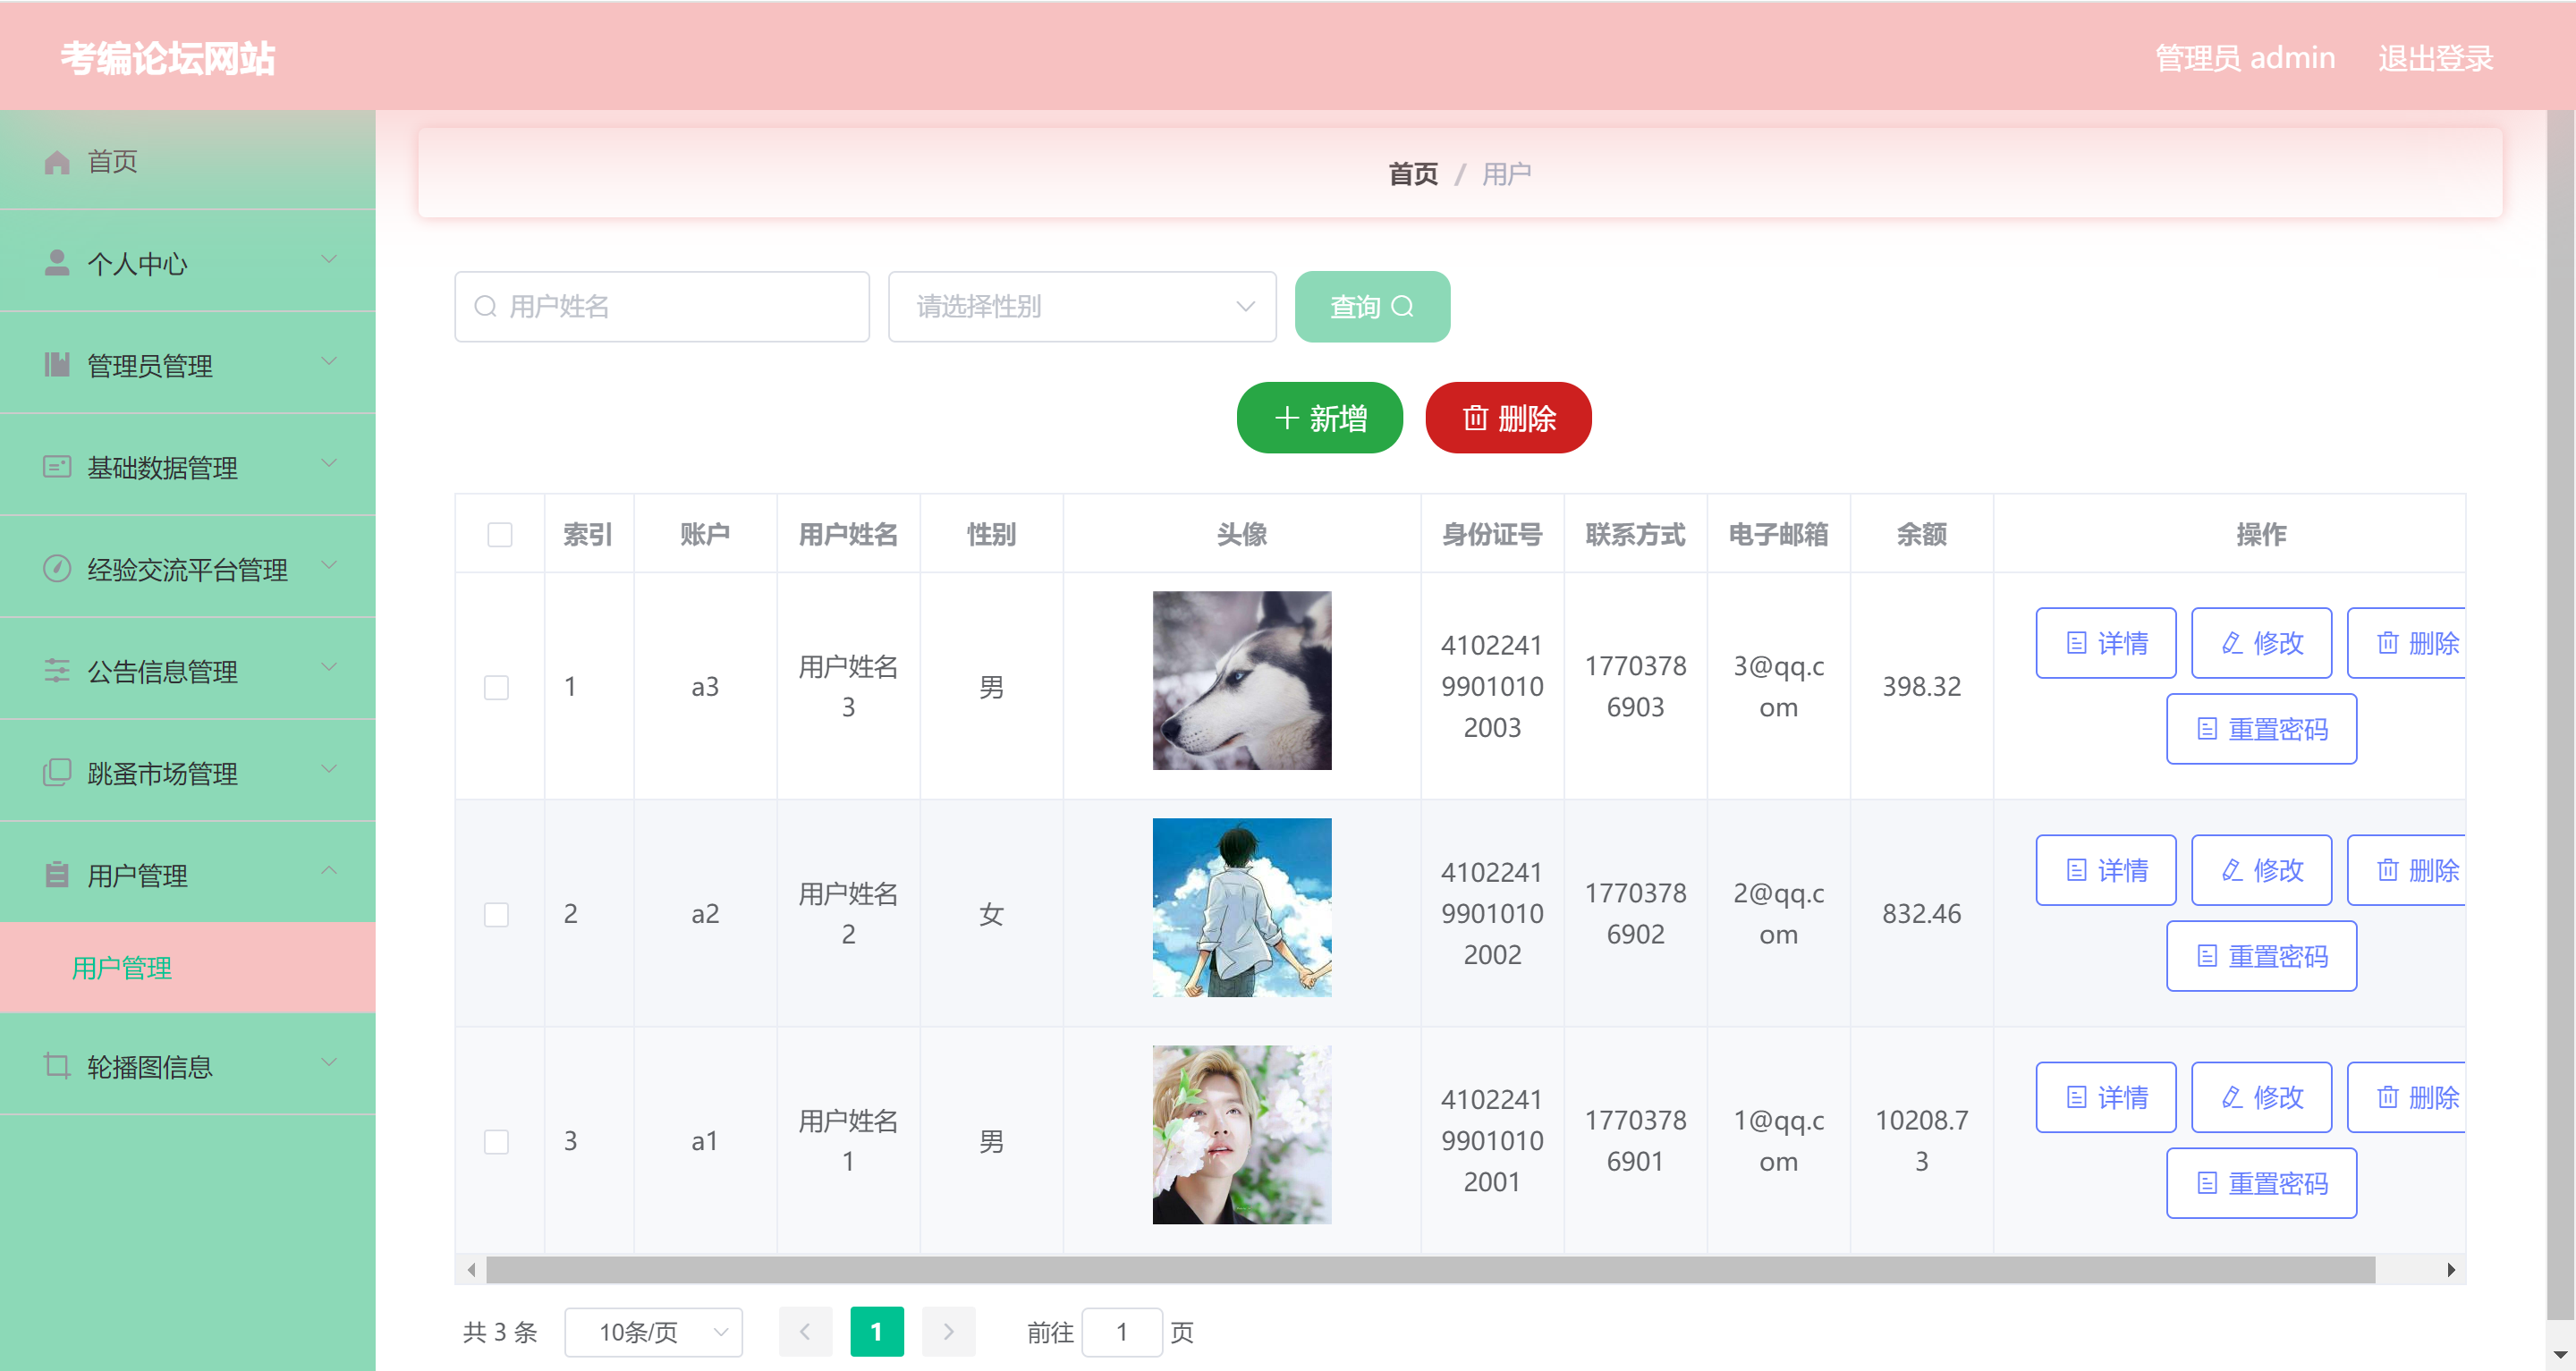 考编论坛网站
管理员 admin 退出登录
首页
个人中心
管理员管理
基础数据管理
经验交流平台管理
公告信息管理
跳蚤市场管理
用户管理
用户管理
轮播图信息
首页 / 用户
用户姓名 请选择性别 查询
新增 删除
索引 账户 用户姓名 性别 头像 身份证号 联系方式 电子邮箱 余额 操作
1 a3 用户姓名3 男 410224199010102003 17703786903 3@qq.com 398.32 详情 修改 删除
重置密码
2 a2 用户姓名2 女 410224199010102002 17703786902 2@qq.com 832.46 详情 修改 删除
重置密码
3 a1 用户姓名1 男 410224199010102001 17703786901 1@qq.com 10208.73 详情 修改 删除
重置密码
共 3 条 10条/页 1 前往 1 页